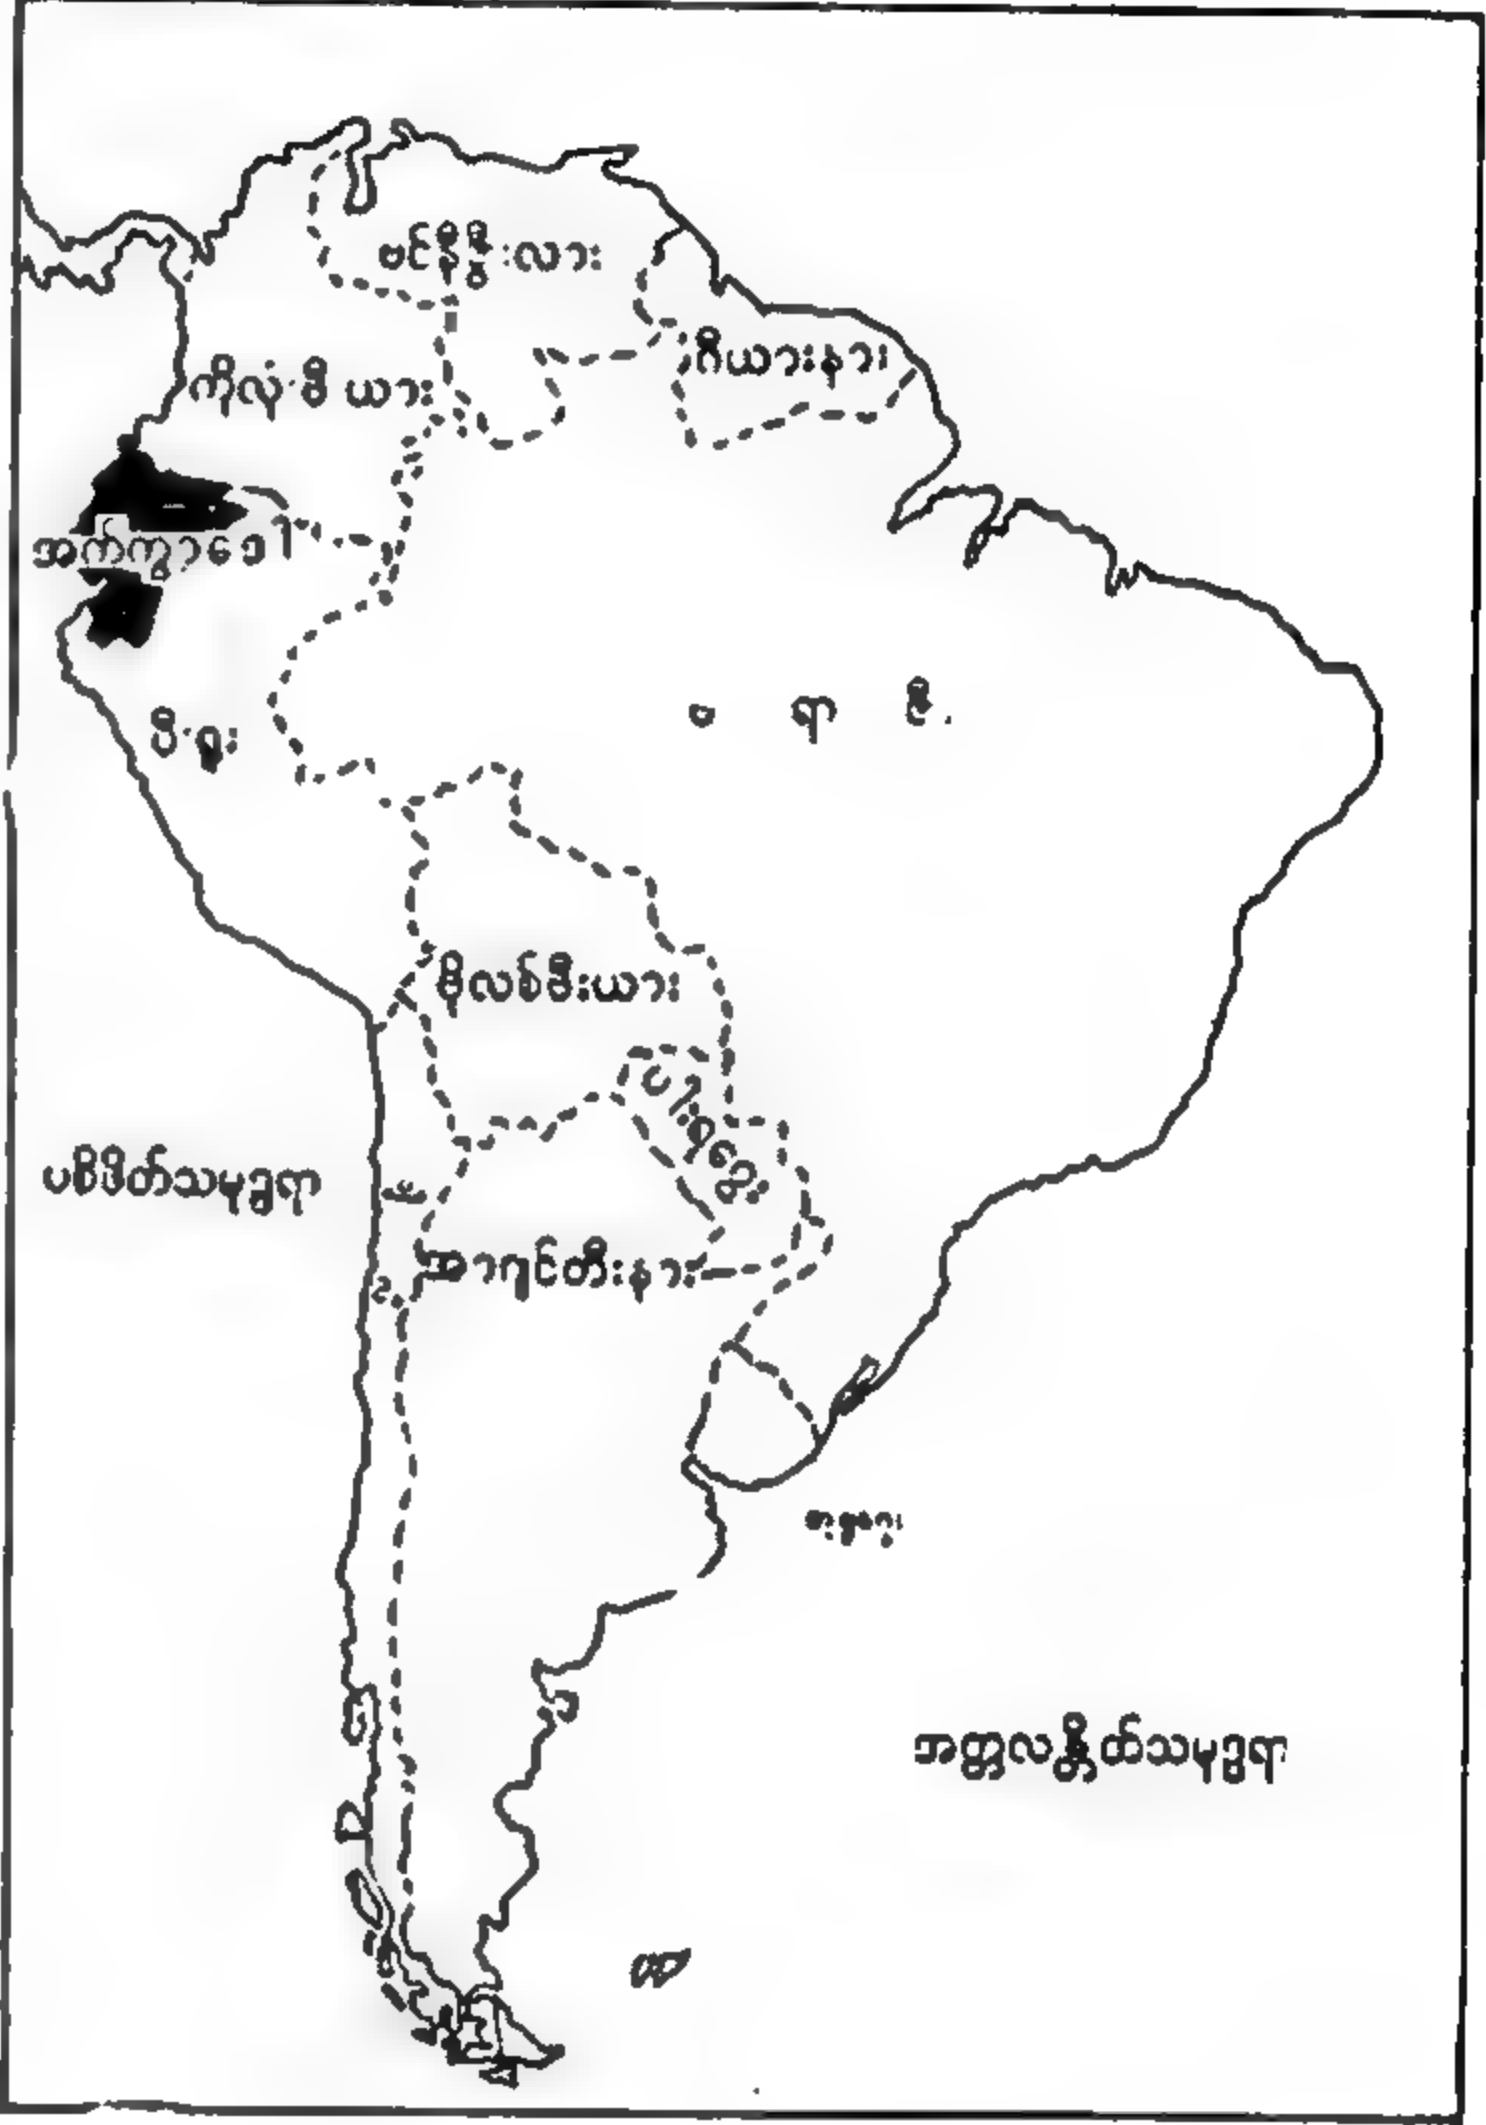 ဗင်နီဇွီးလား
ဂီယားနား
ကိုလံုးဗီ ယား
အက်ကွာဒေါ
ဗ ရာ ဇီး
ပီးရူး
ဗိုလစ်ဗီးယား
ပါးရဂွေး
ပစိဖိတ်သမုဒ္ဒရာ
အာဂျင်တီးနား
အတ္တလန္တိတ်သမုဒ္ဒရာ